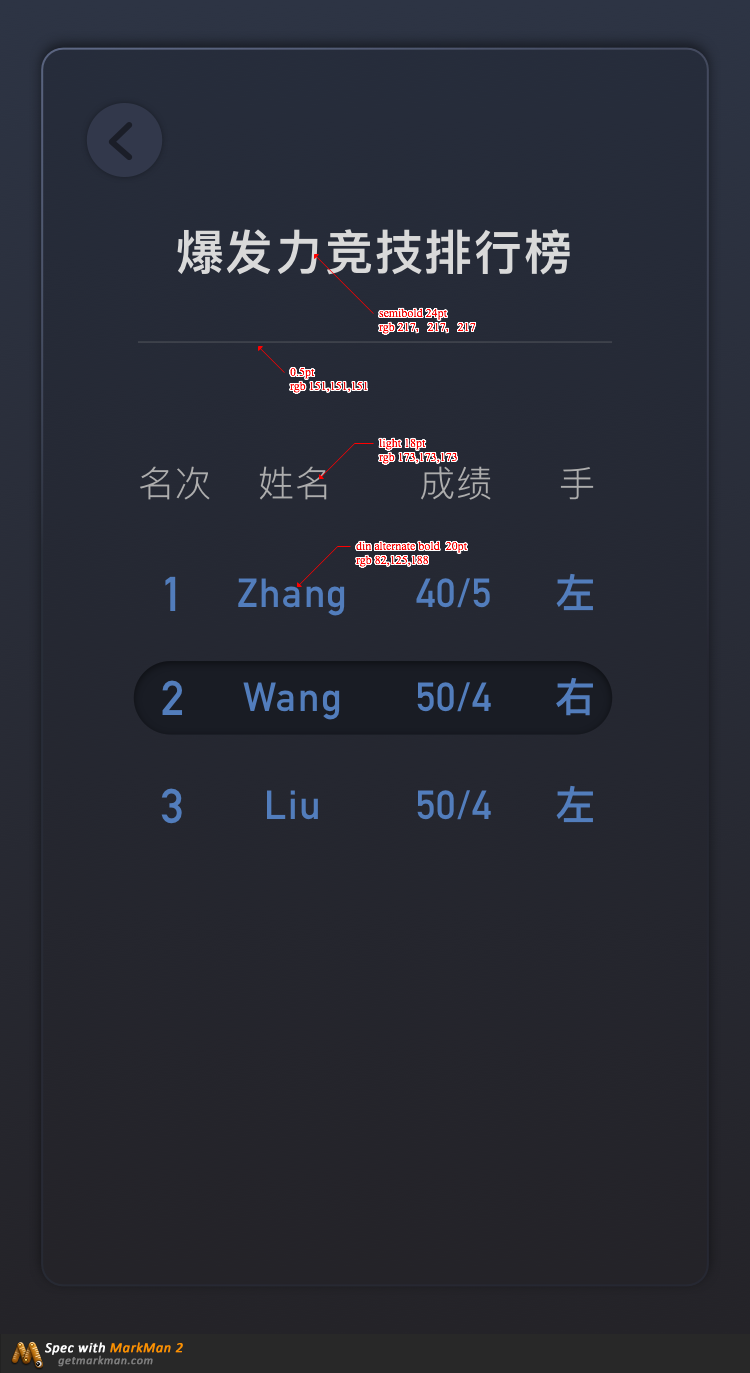 爆发力竞技排行榜
semibold 24pt
rgb 217, 217, 217
0.5pt
rgb 151,151,151
light 18pt
rgb 173,173,173
名次 姓名 成绩 手
din alternate bold 20pt
rgb 82,125,188
1 Zhang 40/5 左
2 Wang 50/4 右
3 Liu 50/4 左
Spec with MarkMan 2
getmarkman.com